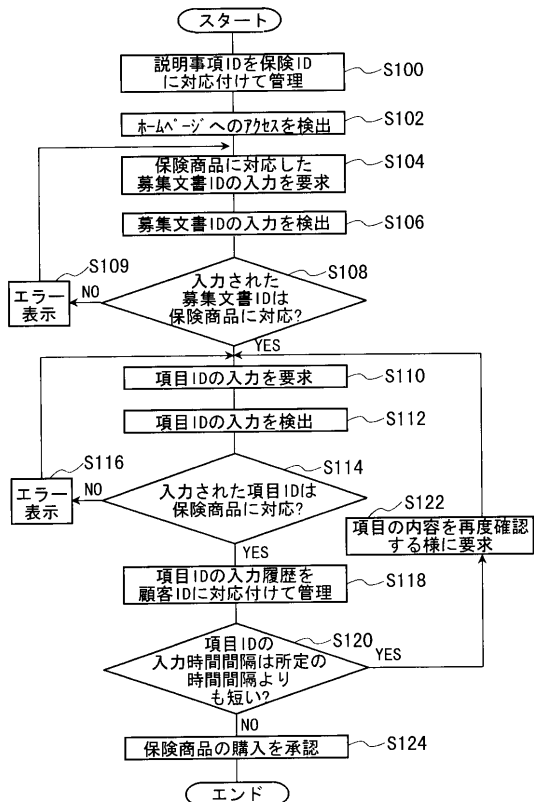 スタート
説明事項IDを保険ID
に対応付けて管理
S100
ホームページへのアクセスを検出
S102
保険商品に対応した
募集文書IDの入力を要求
S104
募集文書IDの入力を検出
S106
S109
エラー
表示
NO
入力された
募集文書IDは
保険商品に対応?
S108
YES
項目IDの入力を要求
S110
項目IDの入力を検出
S112
S116
エラー
表示
NO
入力された項目IDは
保険商品に対応?
S114
YES
S122
項目の内容を再度確認
する様に要求
項目IDの入力履歴を
顧客IDに対応付けて管理
S118
項目IDの
入力時間間隔は所定の
時間間隔より
も短い?
S120
YES
NO
保険商品の購入を承認
S124
エンド